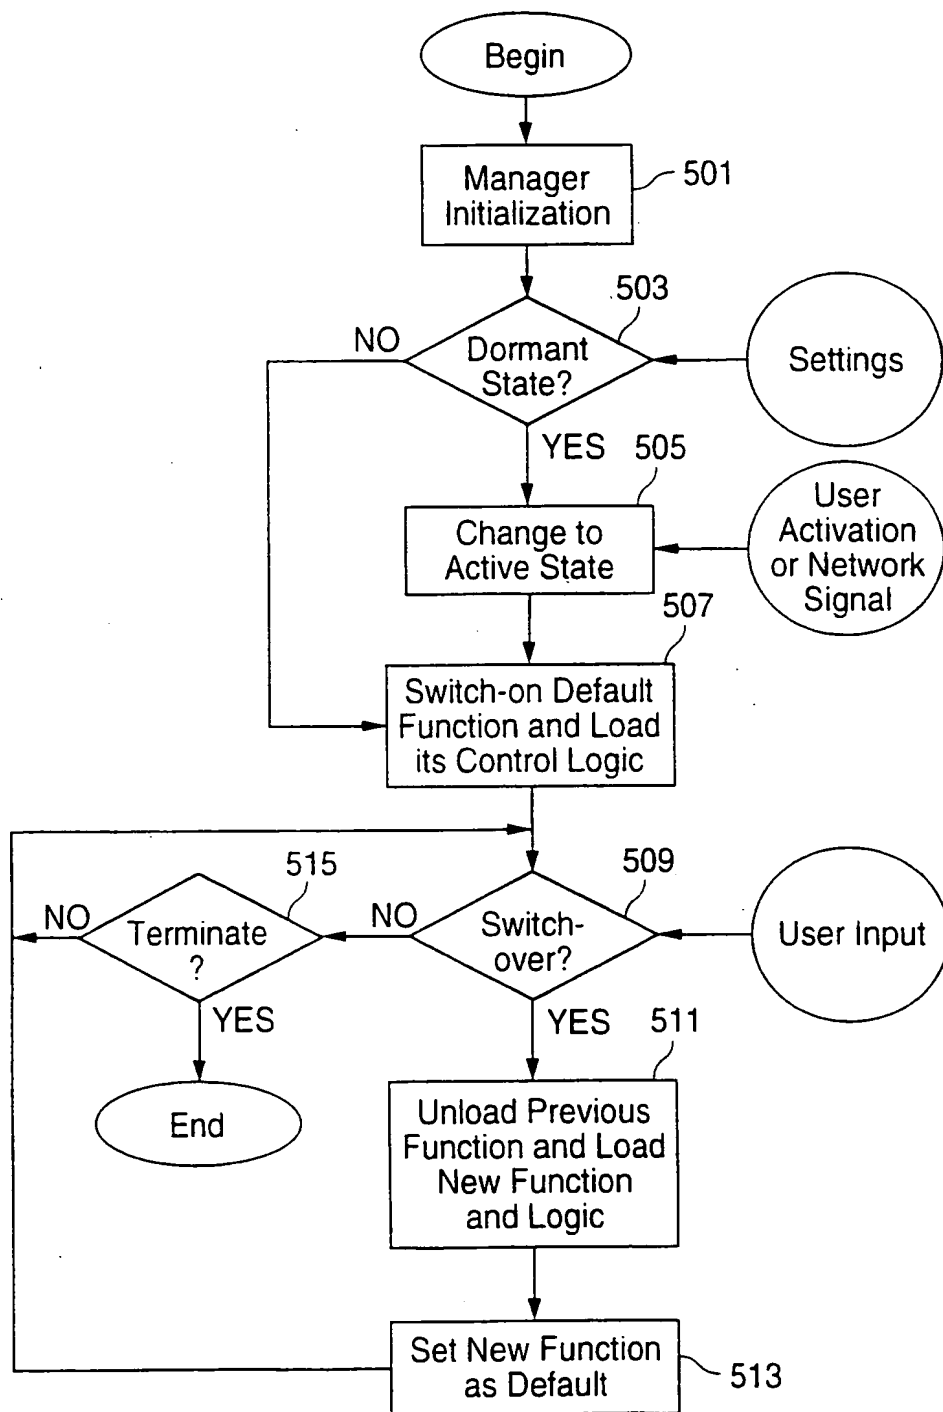 Begin
Manager
Initialization
501
503
Dormant
State?
NO
YES
Settings
505
Change to
Active State
User
Activation
or Network
Signal
507
Switch-on Default
Function and Load
its Control Logic
509
Switch-
over?
NO
YES
User Input
515
Terminate
?
NO
YES
End
511
Unload Previous
Function and Load
New Function
and Logic
Set New Function
as Default
513